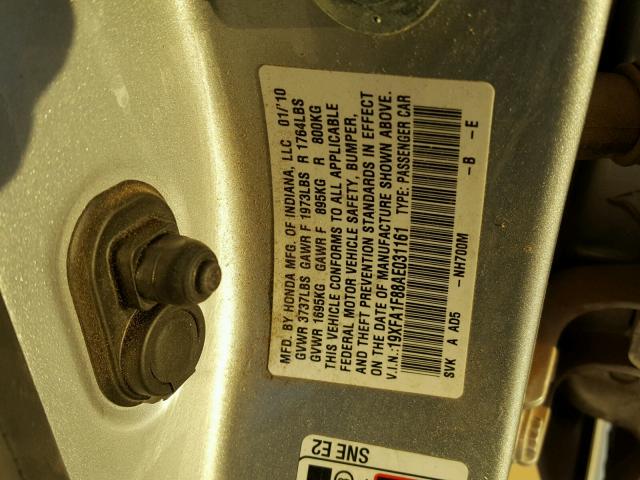 MFD. BY HONDA MFG. OF INDIANA, LLC 01/'10
GVWR 3737LBS GAWR F 1973LBS R 1764LBS
GVWR 1695KG GAWR F 895KG R 800KG
THIS VEHICLE CONFORMS TO ALL APPLICABLE
FEDERAL MOTOR VEHICLE SAFETY, BUMPER,
AND THEFT PREVENTION STANDARDS IN EFFECT
ON THE DATE OF MANUFACTURE SHOWN ABOVE.
V.I.N.:19XFA1F88AE031161 TYPE: PASSENGER CAR
SVK A AD5 -NH700M -B -E
SNE E2